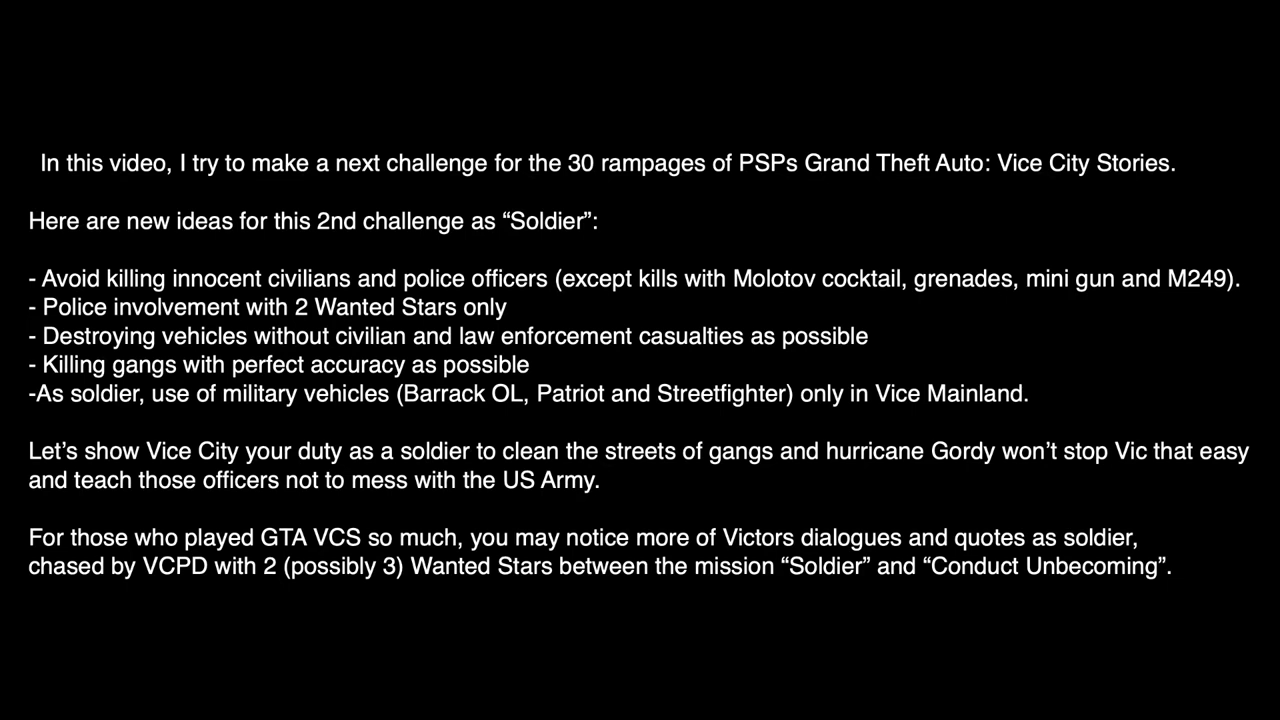 In this video, I try to make a next challenge for the 30 rampages of PSPs Grand Theft Auto: Vice City Stories.
Here are new ideas for this 2nd challenge as “Soldier”:
- Avoid killing innocent civilians and police officers (except kills with Molotov cocktail, grenades, mini gun and M249).
- Police involvement with 2 Wanted Stars only
- Destroying vehicles without civilian and law enforcement casualties as possible
- Killing gangs with perfect accuracy as possible
-As soldier, use of military vehicles (Barrack OL, Patriot and Streetfighter) only in Vice Mainland.
Let’s show Vice City your duty as a soldier to clean the streets of gangs and hurricane Gordy won’t stop Vic that easy
and teach those officers not to mess with the US Army.
For those who played GTA VCS so much, you may notice more of Victors dialogues and quotes as soldier,
chased by VCPD with 2 (possibly 3) Wanted Stars between the mission “Soldier” and “Conduct Unbecoming”.